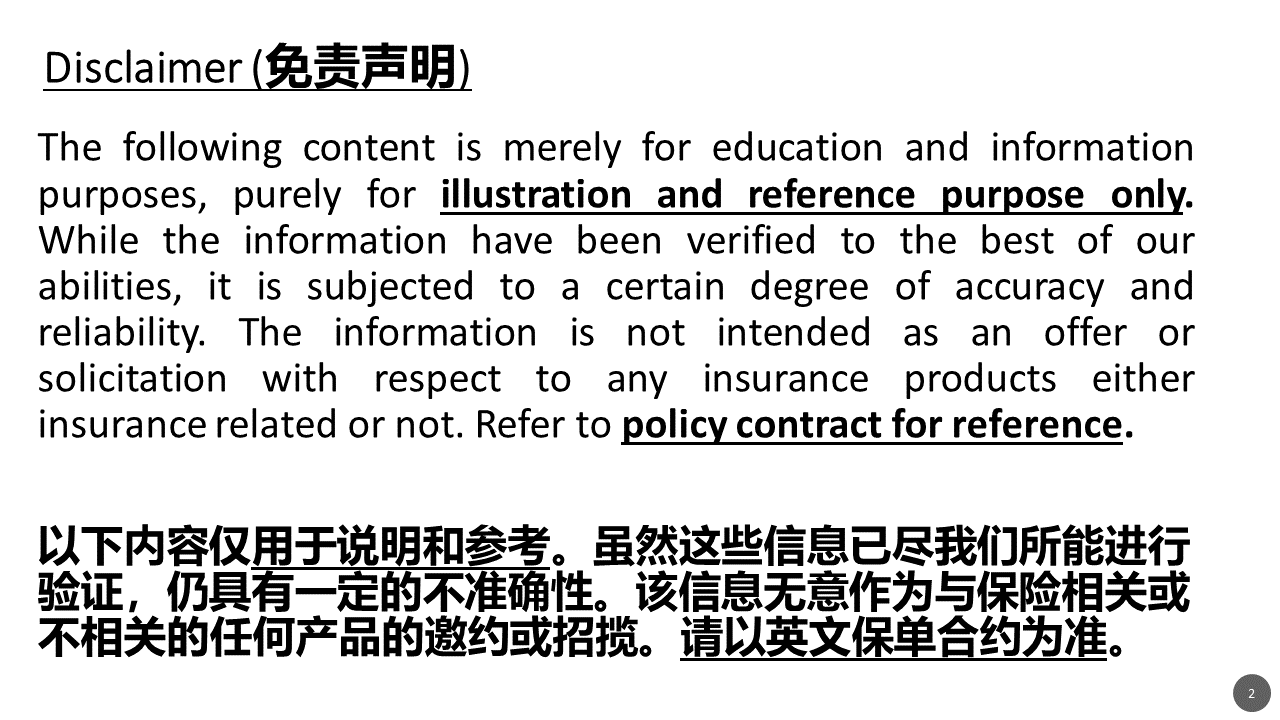 Disclaimer (免责声明)
The following content is merely for education and information
purposes, purely for illustration and reference purpose only.
While the information have been verified to the best of our
abilities, it is subjected to a certain degree of accuracy and
reliability. The information is not intended as an offer or
solicitation with respect to any insurance products either
insurance related or not. Refer to policy contract for reference.
以下内容仅用于说明和参考。虽然这些信息已尽我们所能进行
验证，仍具有一定的不准确性。该信息无意作为与保险相关或
不相关的任何产品的邀约或招揽。请以英文保单合约为准。
2